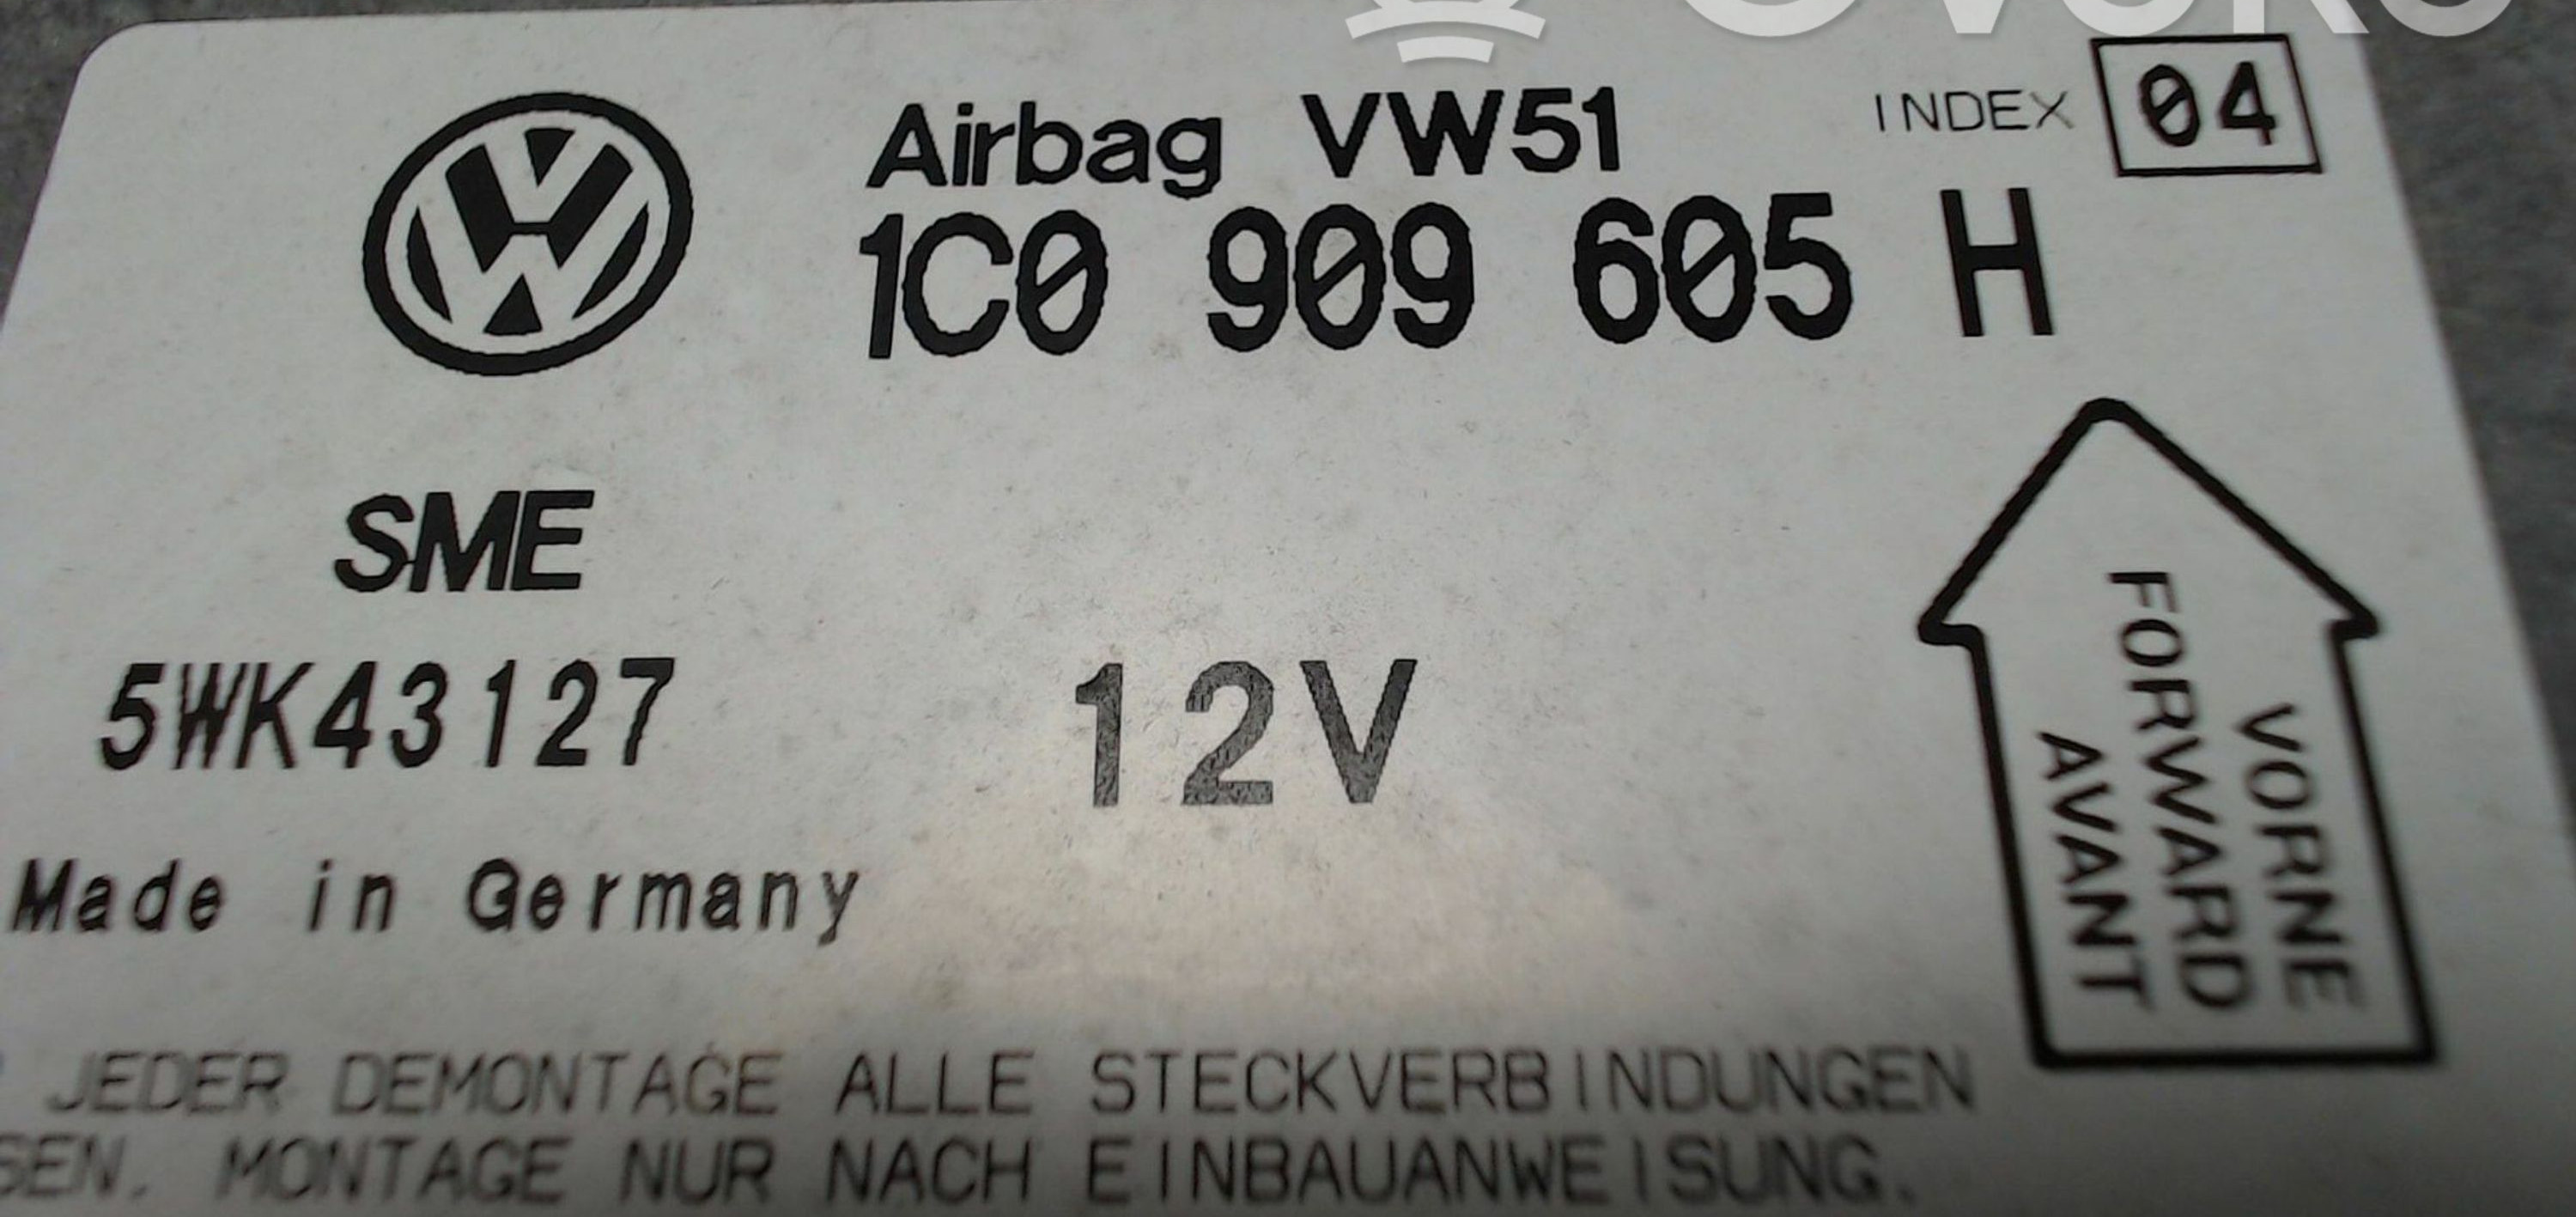 Airbag VW51
INDEX 04
1C0 909 605 H
SME
5WK43127
12V
Made in Germany
VORNE
FORWARD
AVANT
JEDER DEMONTAGE ALLE STECKVERBINDUNGEN
MONTAGE NUR NACH EINBAUANWEISUNG.